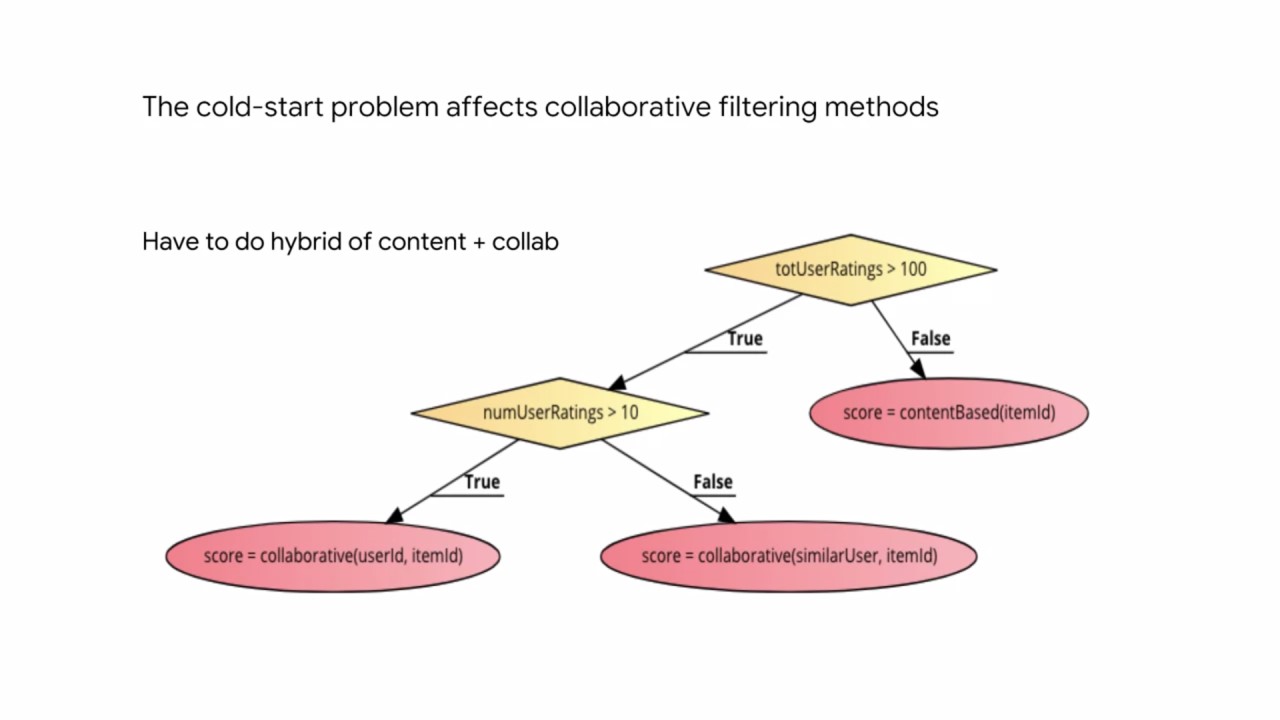 The cold-start problem affects collaborative filtering methods
Have to do hybrid of content + collab
totUserRatings > 100
True
False
numUserRatings > 10
score = contentBased(itemId)
True
False
score = collaborative(userId, itemId)
score = collaborative(similarUser, itemId)